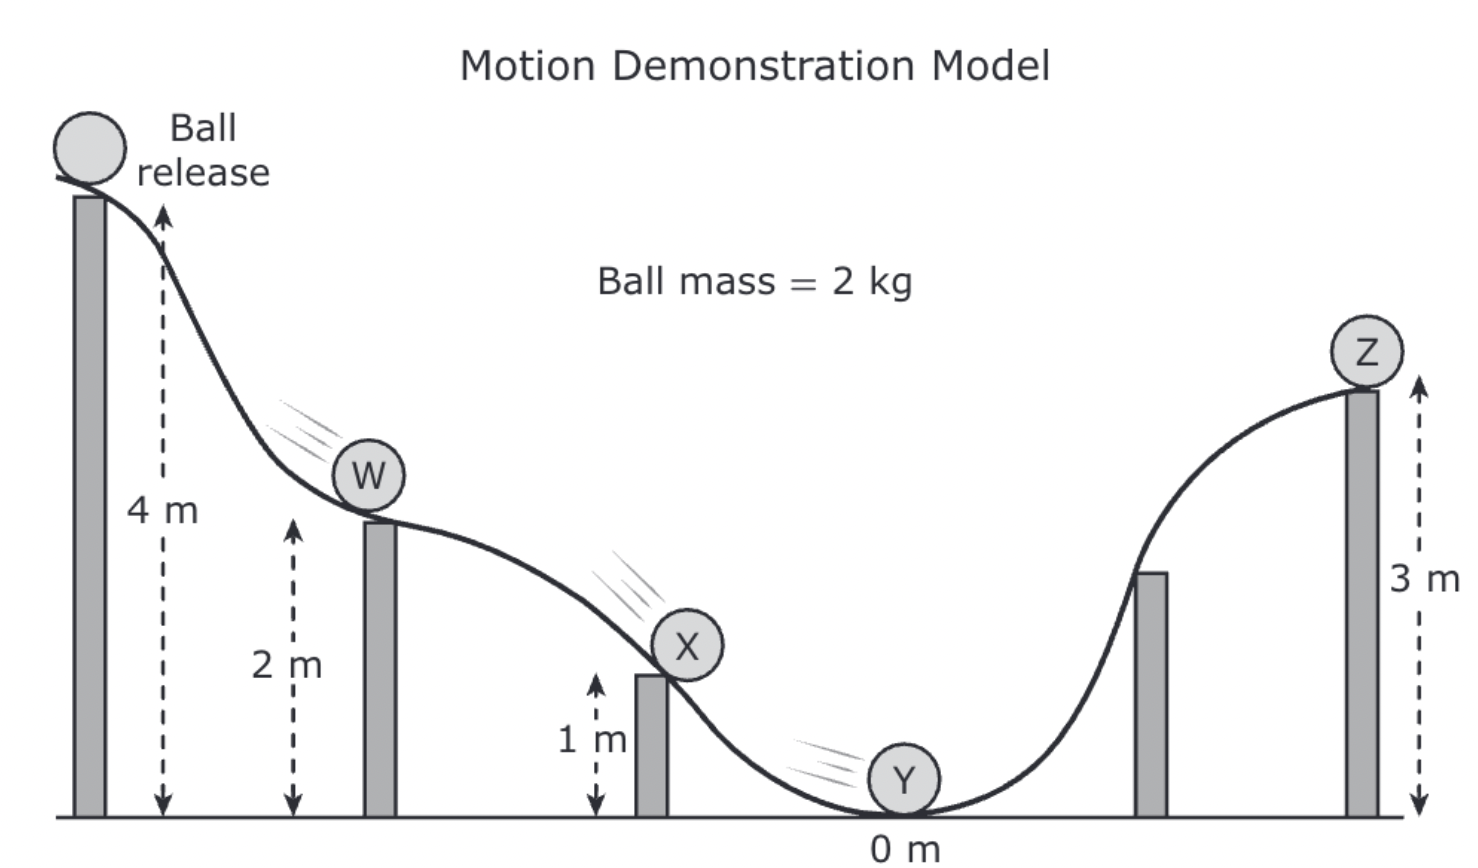 Motion Demonstration Model
Ball
release
Ball mass = 2 kg
Z
W
4 m
3 m
X
2 m
1 m
Y
0 m